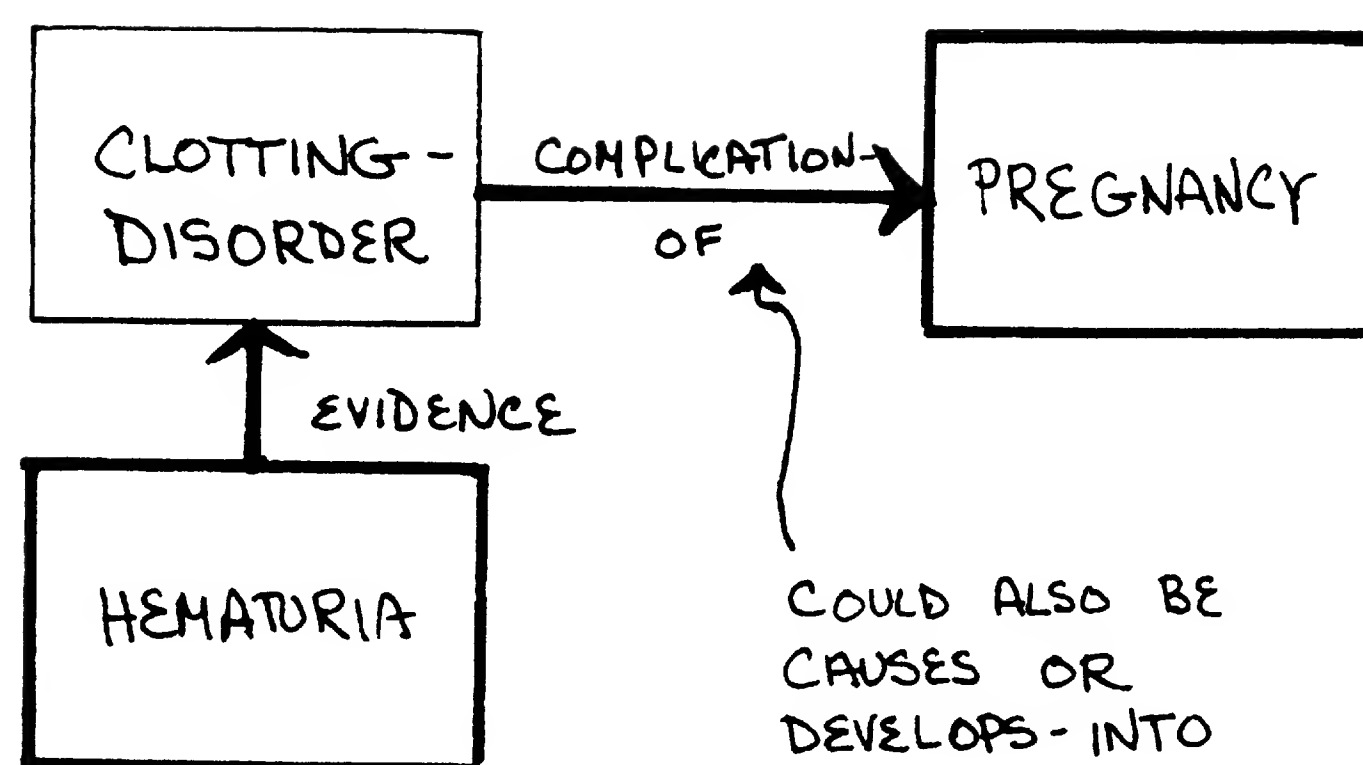 CLOTTING-
DISORDER
COMPLICATION-
OF
PREGNANCY
EVIDENCE
HEMATURIA
COULD ALSO BE
CAUSES OR
DEVELOPS-INTO